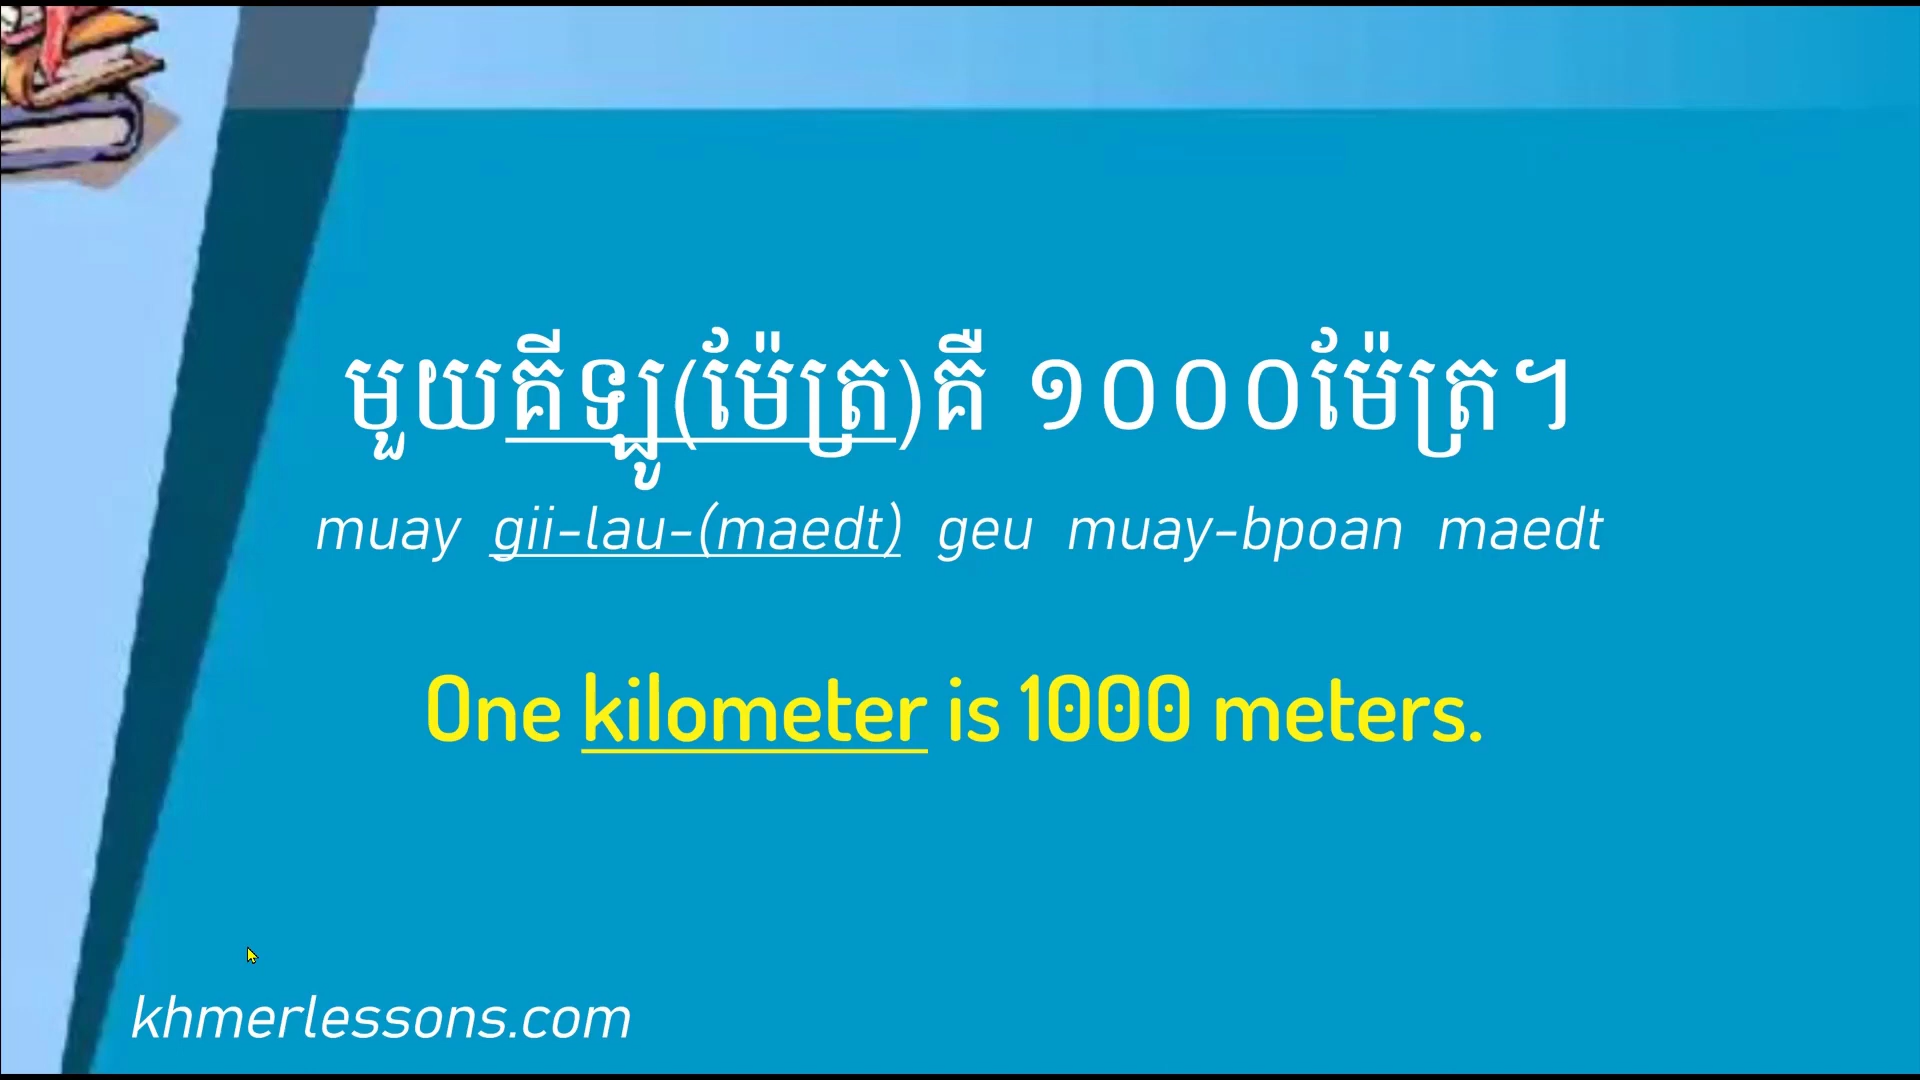 មួយគីឡូ(ម៉ែត្រ)គឺ ១០០០ម៉ែត្រ។
muay gii-lau-(maedt) geu muay-bpoan maedt
One kilometer is 1000 meters.
khmerlessons.com